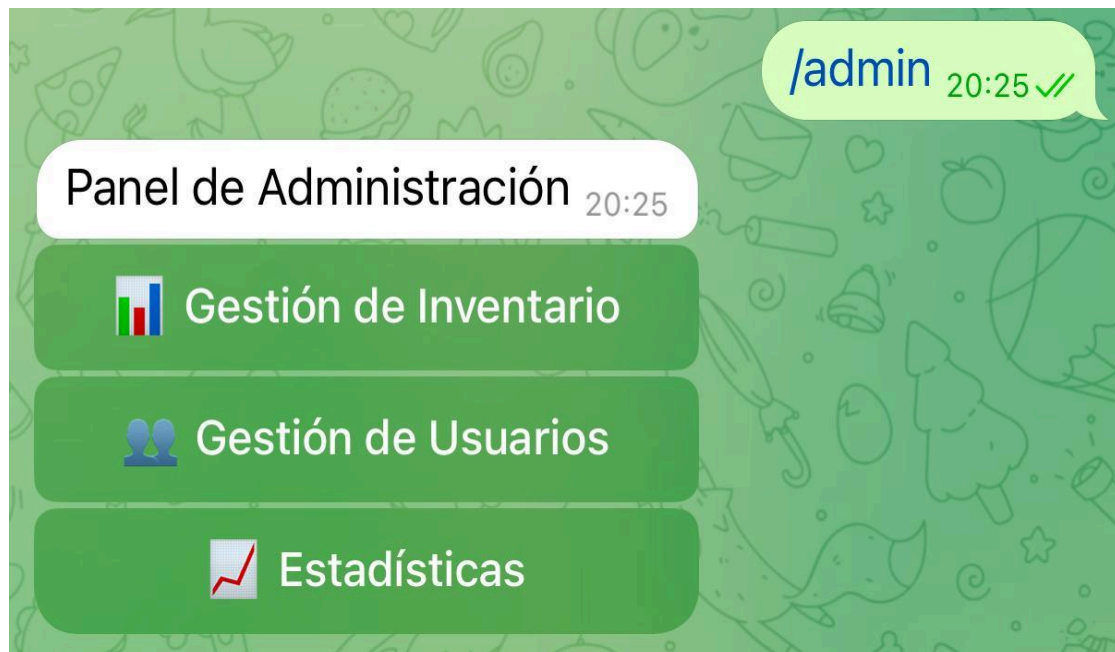 /admin 20:25
Panel de Administración 20:25
Gestión de Inventario
Gestión de Usuarios
Estadísticas